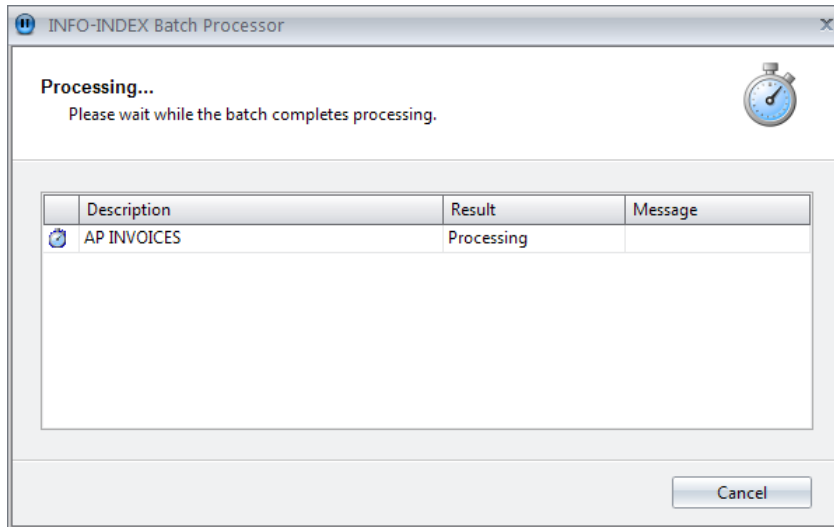 INFO-INDEX Batch Processor
Processing...
Please wait while the batch completes processing.
Description Result Message
AP INVOICES Processing
Cancel